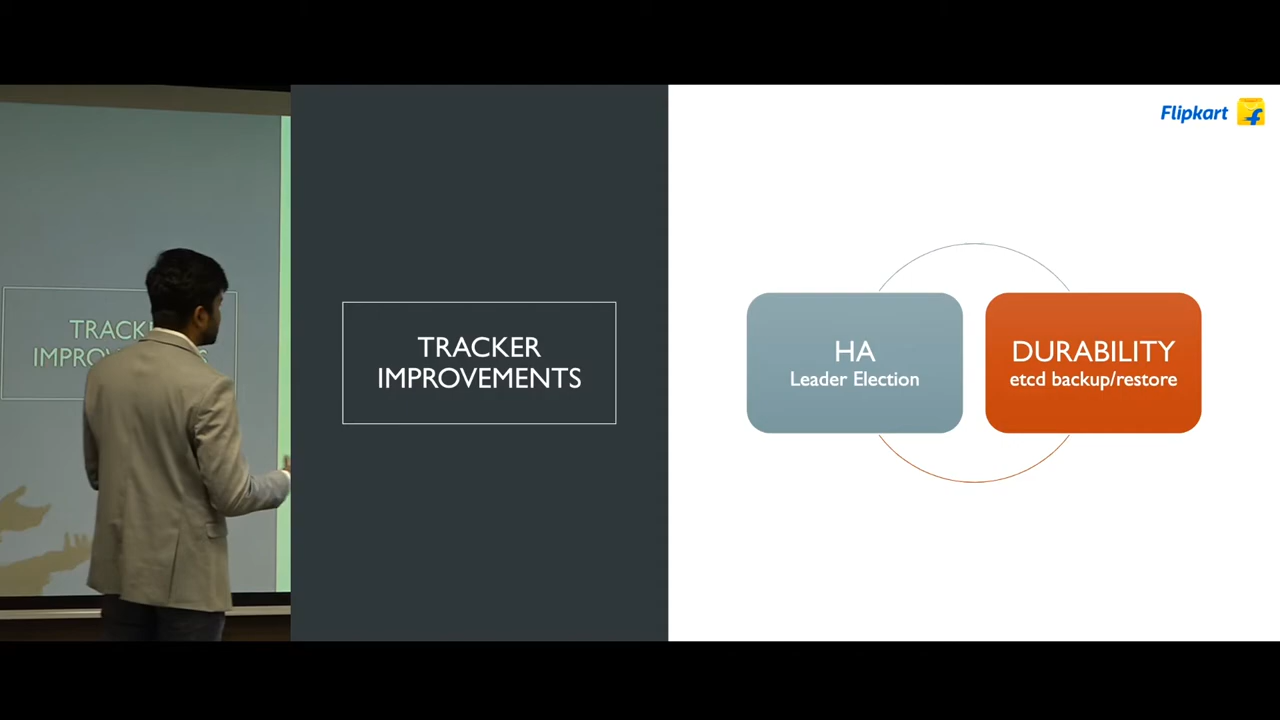 TRACKER
IMPROVEMENTS
Flipkart
HA
Leader Election
DURABILITY
etcd backup/restore